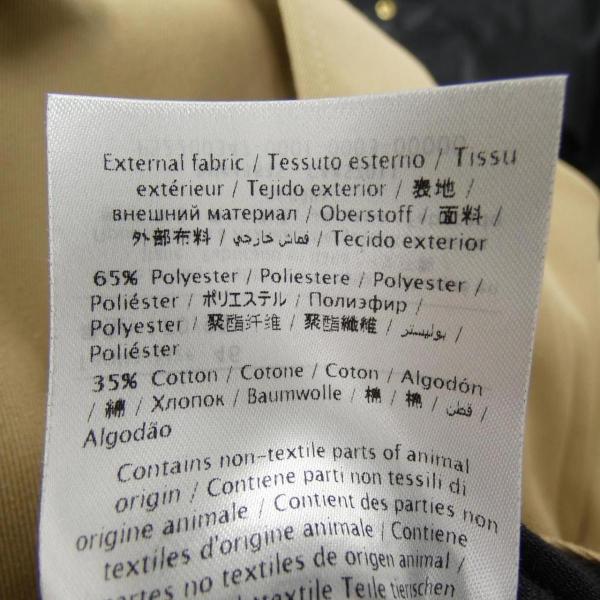 External fabric / Tessuto esterno / Tissu
extérieur / Tejido exterior / 表地 /
внешний материал / Oberstoff / 面料 /
外部布料 / قماش خارجي / Tecido exterior
65% Polyester / Poliestere / Polyester /
Poliéster / ポリエステル / Полиэфир /
Polyester / 聚酯纤维 / 聚酯纖維 / بوليستر /
Poliéster
35% Cotton / Cotone / Coton / Algodón
/ 綿 / Хлопок / Baumwolle / 棉 / 棉 / قطن /
Algodão
Contains non-textile parts of animal
origin / Contiene parti non tessili di
origine animale / Contient des parties non
textiles d'origine animale / Contiene
partes no textiles de origen animal /
textile Teile tierischen